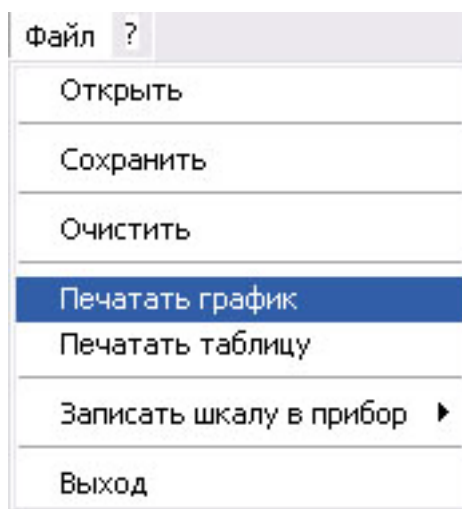 Файл ?
Открыть
Сохранить
Очистить
Печатать график
Печатать таблицу
Записать шкалу в прибор
Выход